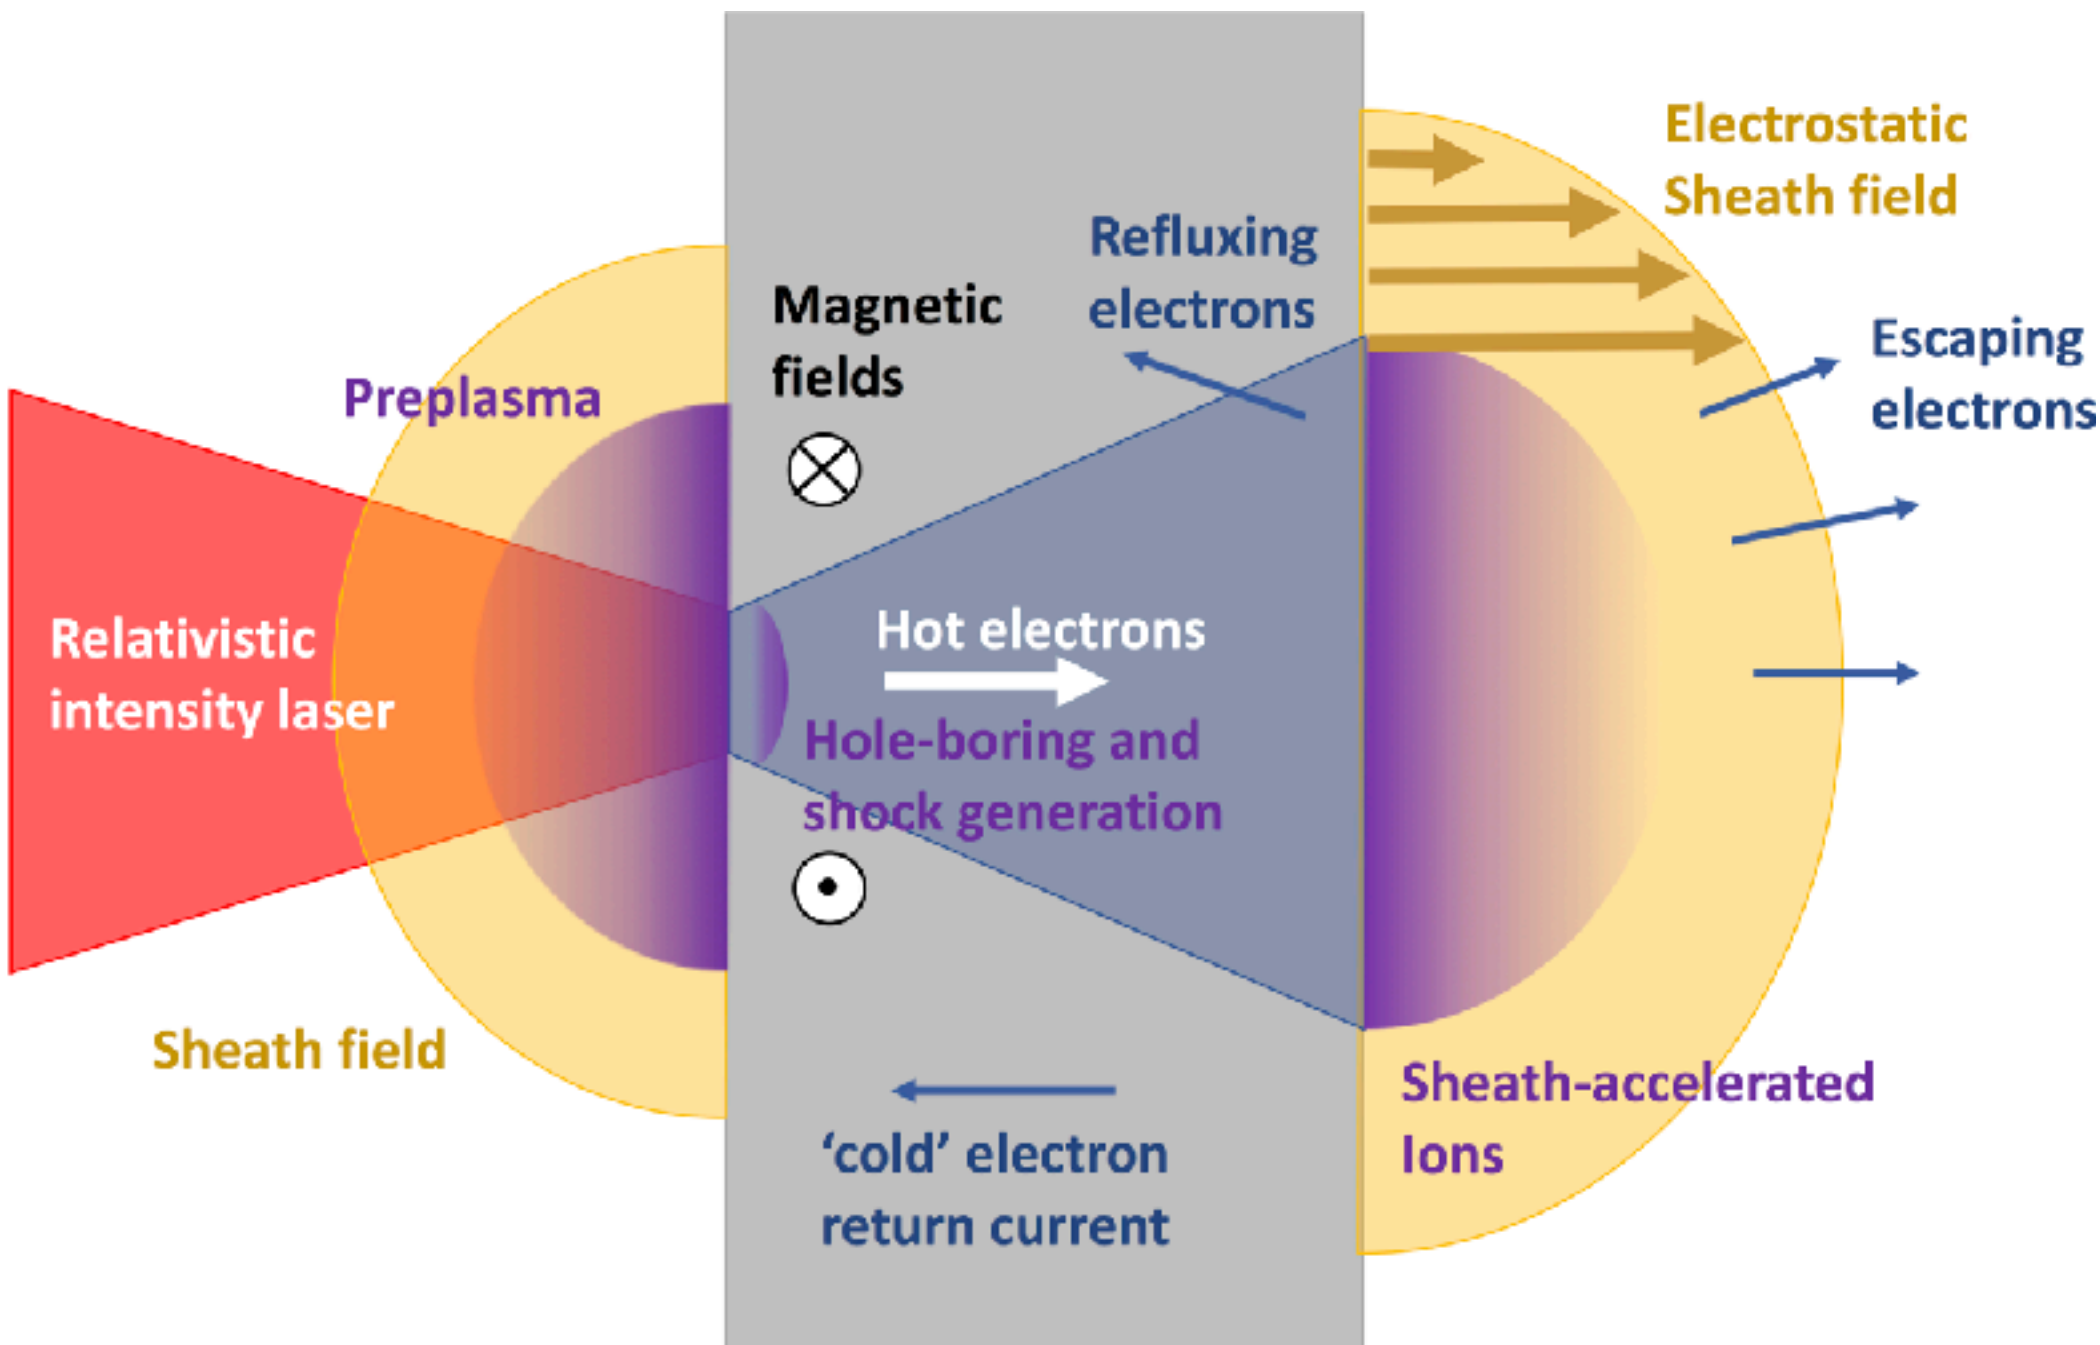 Electrostatic
Sheath field
Refluxing
electrons
Magnetic
fields
Escaping
electrons
Preplasma
Relativistic
intensity laser
Hot electrons
Hole-boring and
shock generation
Sheath field
Sheath-accelerated
Ions
‘cold’ electron
return current